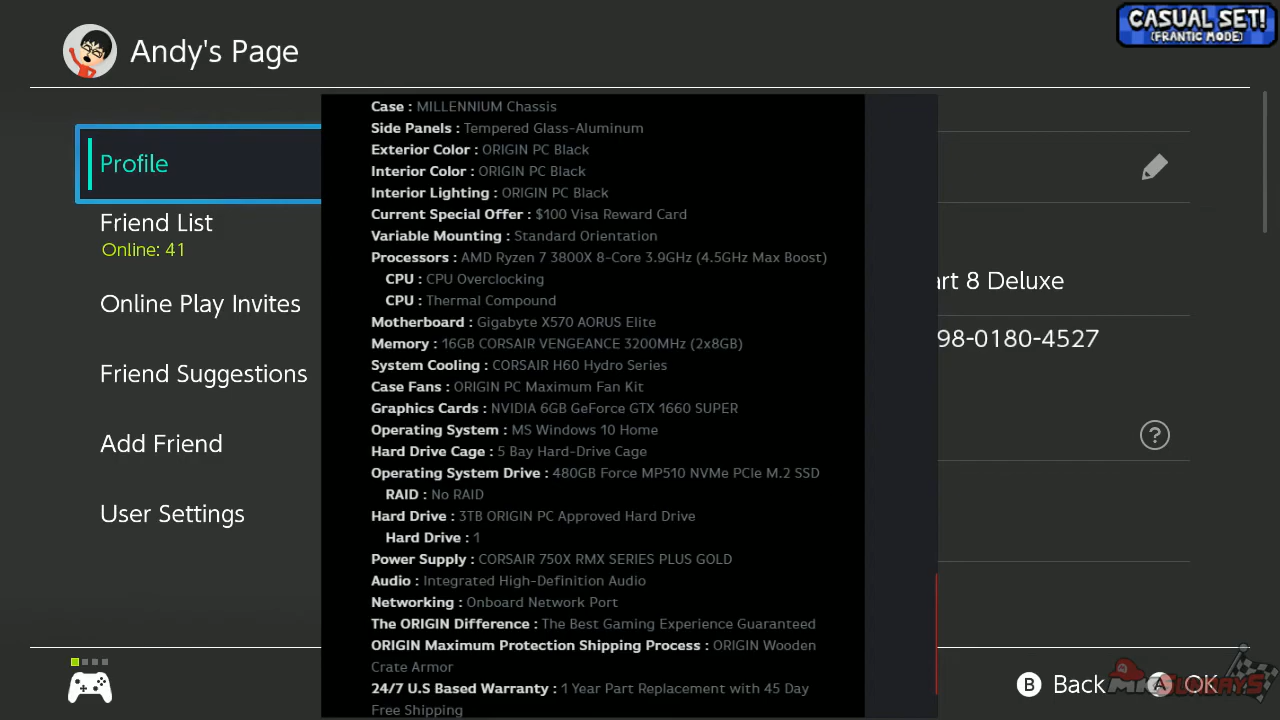 Andy's Page
CASUAL SET!
(FRANTIC MODE)
Profile
Friend List
Online: 41
Online Play Invites
Friend Suggestions
Add Friend
User Settings
Case : MILLENNIUM Chassis
Side Panels : Tempered Glass-Aluminum
Exterior Color : ORIGIN PC Black
Interior Color : ORIGIN PC Black
Interior Lighting : ORIGIN PC Black
Current Special Offer : $100 Visa Reward Card
Variable Mounting : Standard Orientation
Processors : AMD Ryzen 7 3800X 8-Core 3.9GHz (4.5GHz Max Boost)
CPU : CPU Overclocking
CPU : Thermal Compound
Motherboard : Gigabyte X570 AORUS Elite
Memory : 16GB CORSAIR VENGEANCE 3200MHz (2x8GB)
System Cooling : CORSAIR H60 Hydro Series
Case Fans : ORIGIN PC Maximum Fan Kit
Graphics Cards : NVIDIA 6GB GeForce GTX 1660 SUPER
Operating System : MS Windows 10 Home
Hard Drive Cage : 5 Bay Hard-Drive Cage
Operating System Drive : 480GB Force MP510 NVMe PCIe M.2 SSD
RAID : No RAID
Hard Drive : 3TB ORIGIN PC Approved Hard Drive
Hard Drive : 1
Power Supply : CORSAIR 750X RMX SERIES PLUS GOLD
Audio : Integrated High-Definition Audio
Networking : Onboard Network Port
The ORIGIN Difference : The Best Gaming Experience Guaranteed
ORIGIN Maximum Protection Shipping Process : ORIGIN Wooden
Crate Armor
24/7 U.S Based Warranty : 1 Year Part Replacement with 45 Day
Free Shipping
art 8 Deluxe
98-0180-4527
?
B Back
A OK